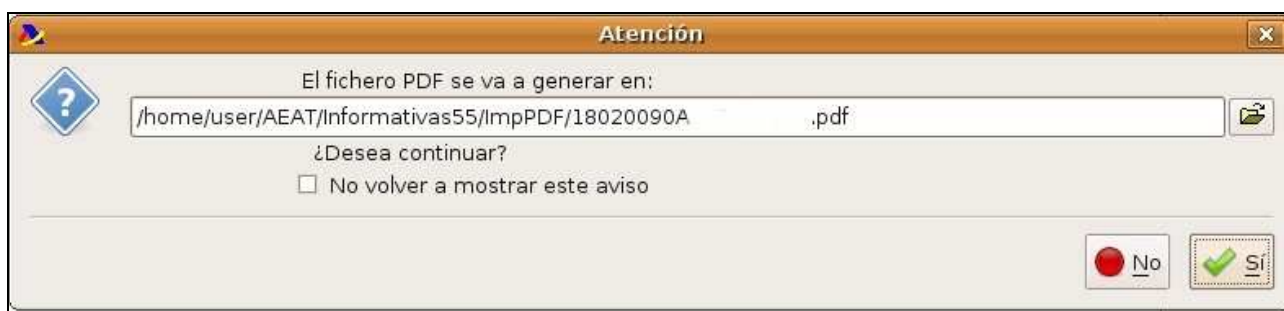 Atención
El fichero PDF se va a generar en:
/home/user/AEAT/Informativas55/ImpPDF/18020090A .pdf
¿Desea continuar?
No volver a mostrar este aviso
No Sí